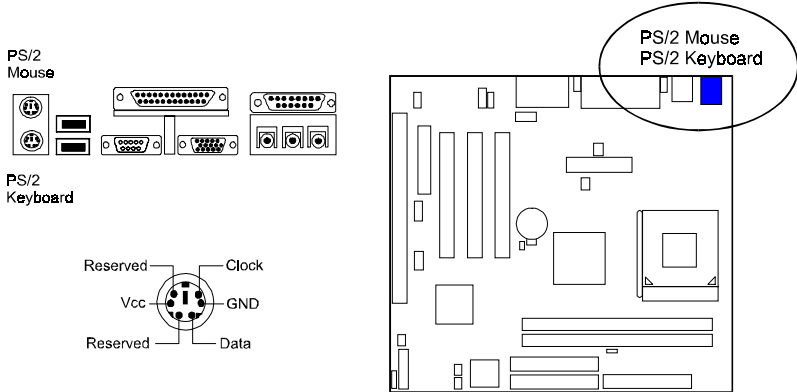 PS/2 Mouse
PS/2 Keyboard
PS/2
Mouse
PS/2
Keyboard
Reserved
Clock
Vcc
GND
Reserved
Data